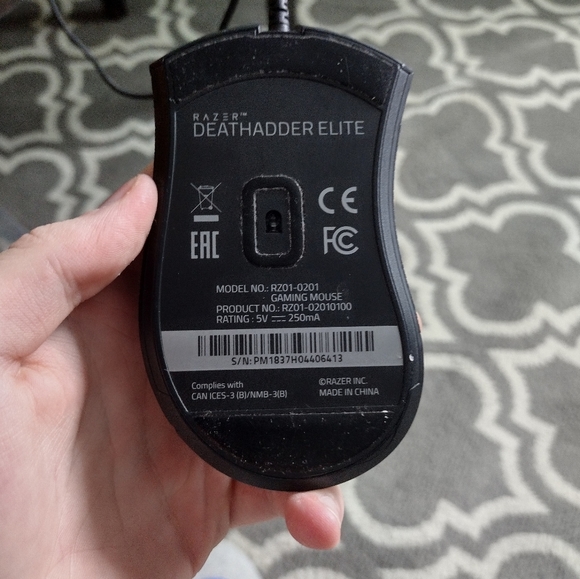 RAZER™
DEATHADDER ELITE
CE
EAC
FC
MODEL NO.: RZ01-0201
GAMING MOUSE
PRODUCT NO.: RZ01-02010100
RATING : 5V ⎓ 250mA
S/N: PM1837H04406413
Complies with
CAN ICES-3 (B)/NMB-3(B)
©RAZER INC.
MADE IN CHINA